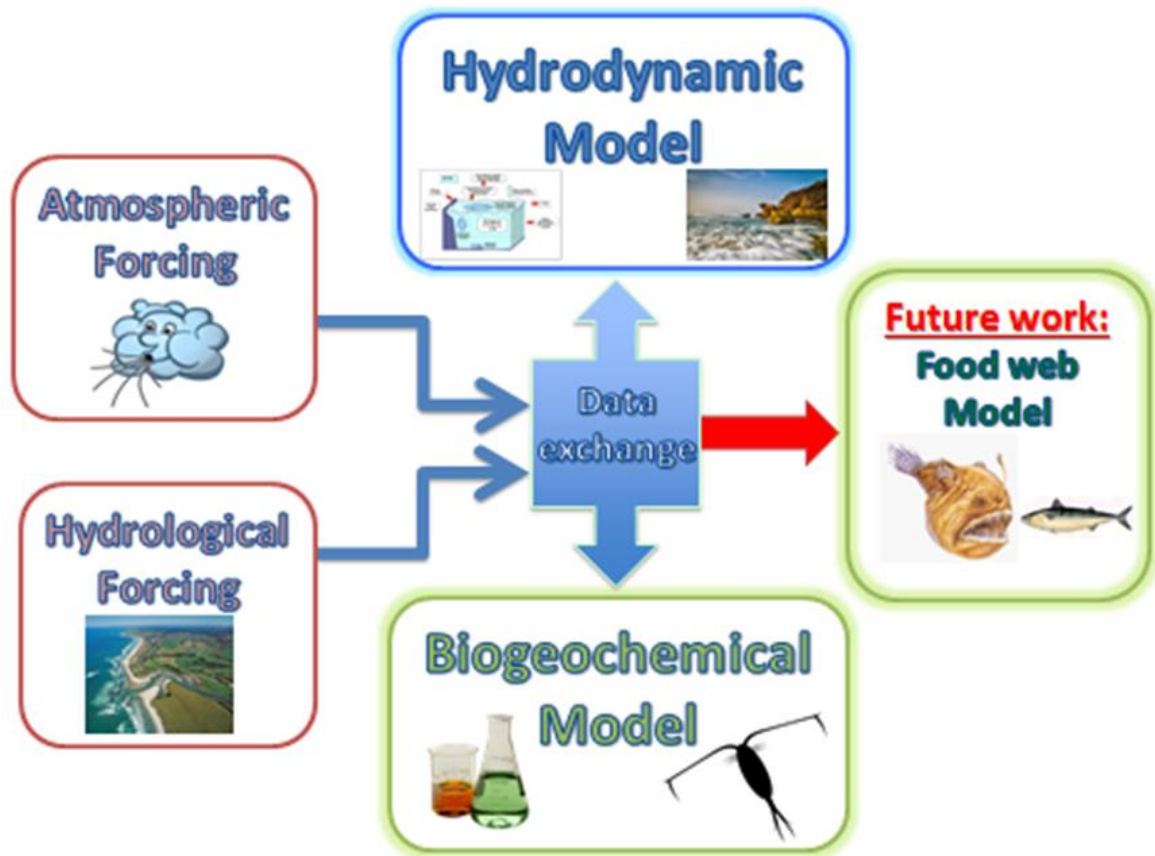 Hydrodynamic
Model
Atmospheric
Forcing
Future work:
Food web
Model
Data
exchange
Hydrological
Forcing
Biogeochemical
Model